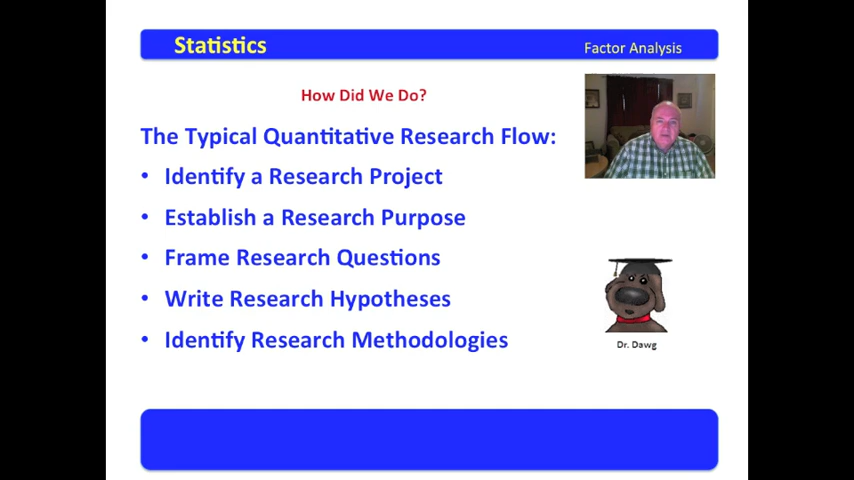 Statistics
Factor Analysis
How Did We Do?
The Typical Quantitative Research Flow:
• Identify a Research Project
• Establish a Research Purpose
• Frame Research Questions
• Write Research Hypotheses
• Identify Research Methodologies
Dr. Dawg